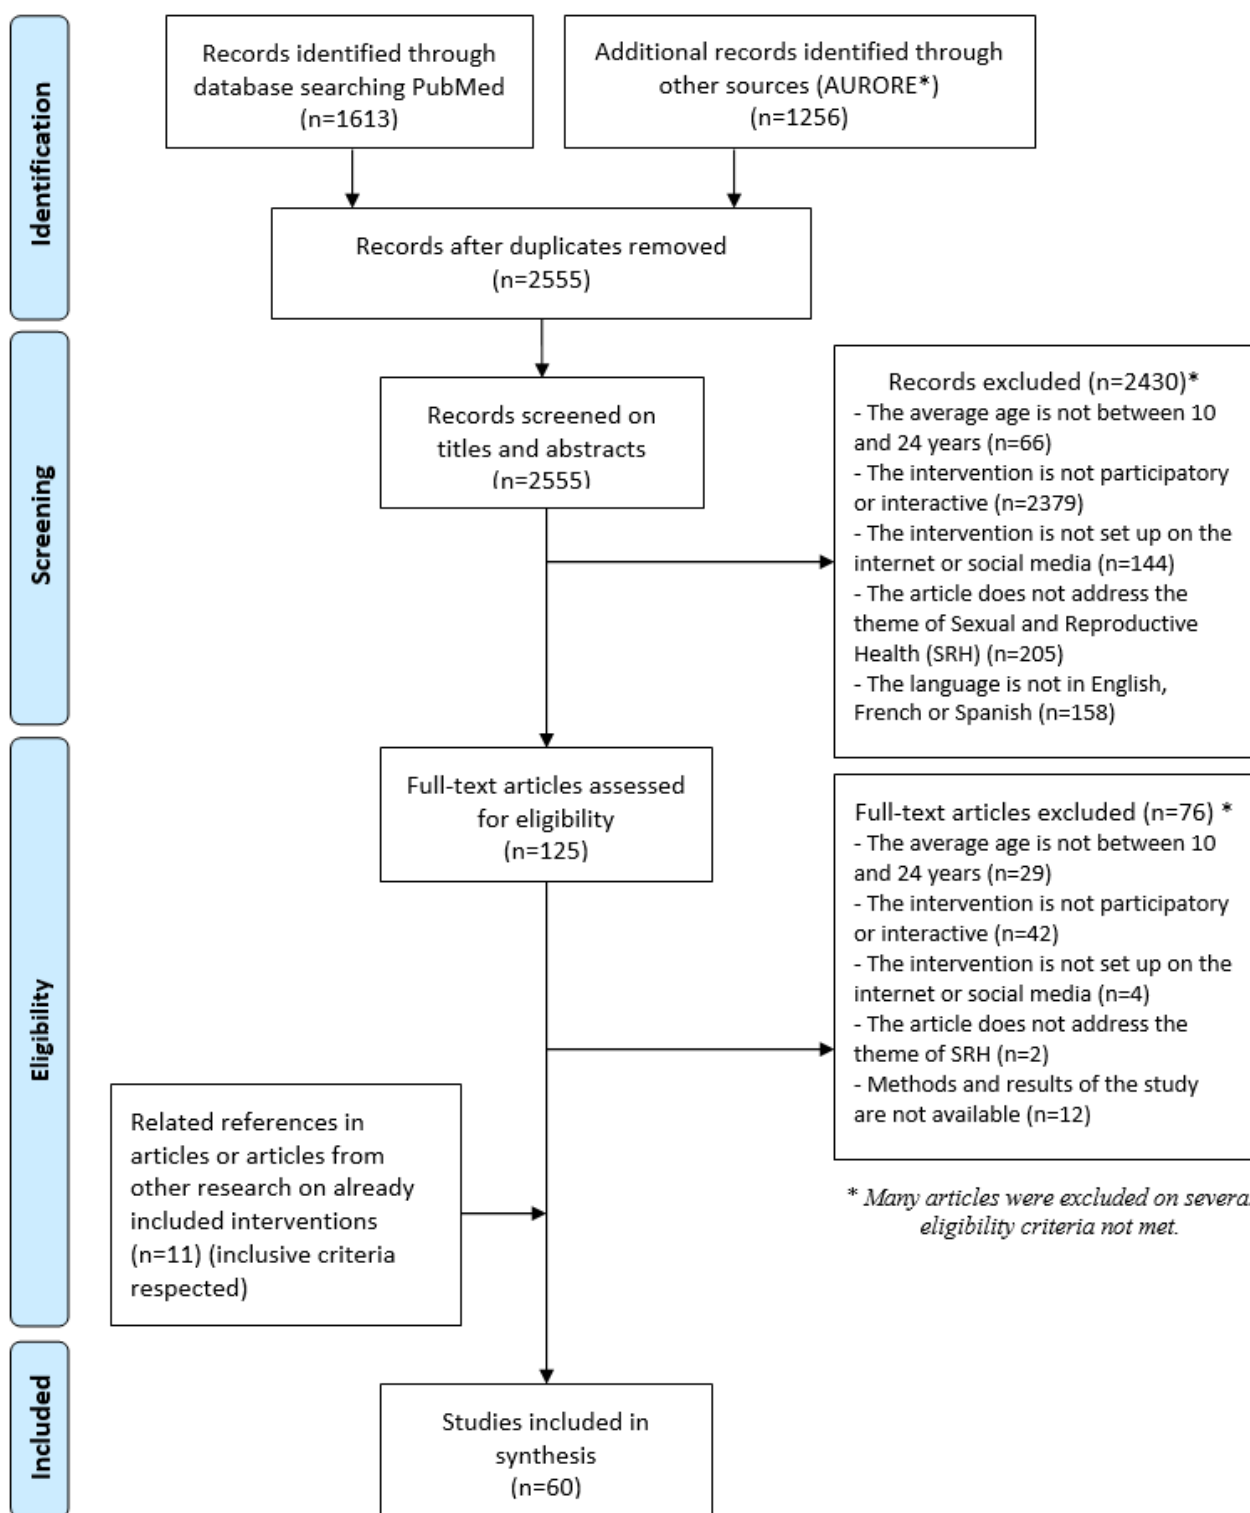 Identification
Records identified through
database searching PubMed
(n=1613)
Additional records identified through
other sources (AURORE*)
(n=1256)
Records after duplicates removed
(n=2555)
Screening
Records screened on
titles and abstracts
(n=2555)
Records excluded (n=2430)*
- The average age is not between 10
and 24 years (n=66)
- The intervention is not participatory
or interactive (n=2379)
- The intervention is not set up on the
internet or social media (n=144)
- The article does not address the
theme of Sexual and Reproductive
Health (SRH) (n=205)
- The language is not in English,
French or Spanish (n=158)
Eligibility
Full-text articles assessed
for eligibility
(n=125)
Full-text articles excluded (n=76) *
- The average age is not between 10
and 24 years (n=29)
- The intervention is not participatory
or interactive (n=42)
- The intervention is not set up on the
internet or social media (n=4)
- The article does not address the
theme of SRH (n=2)
- Methods and results of the study
are not available (n=12)
Related references in
articles or articles from
other research on already
included interventions
(n=11) (inclusive criteria
respected)
* Many articles were excluded on severa
eligibility criteria not met.
Included
Studies included in
synthesis
(n=60)